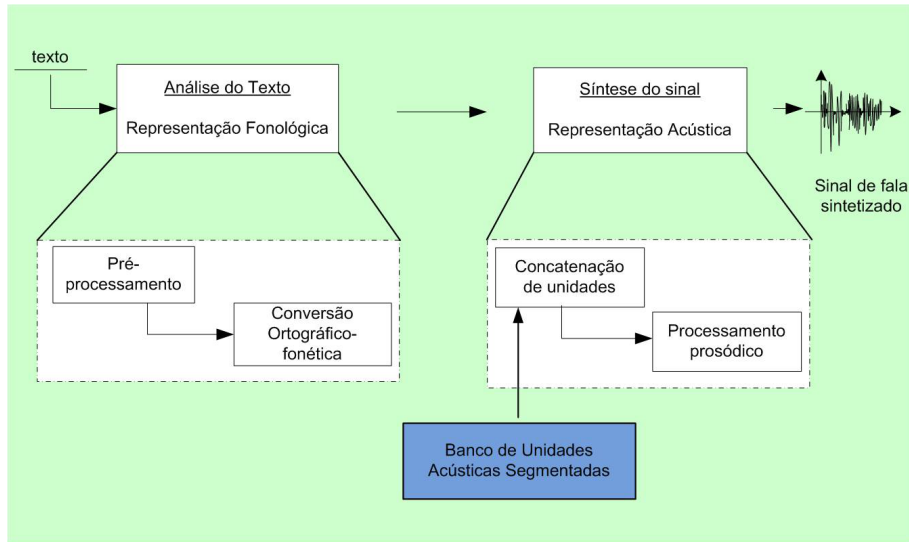 texto
Análise do Texto
Representação Fonológica
Síntese do sinal
Representação Acústica
Sinal de fala
sintetizado
Pré-
processamento
Conversão
Ortográfico-
fonética
Concatenação
de unidades
Processamento
prosódico
Banco de Unidades
Acústicas Segmentadas